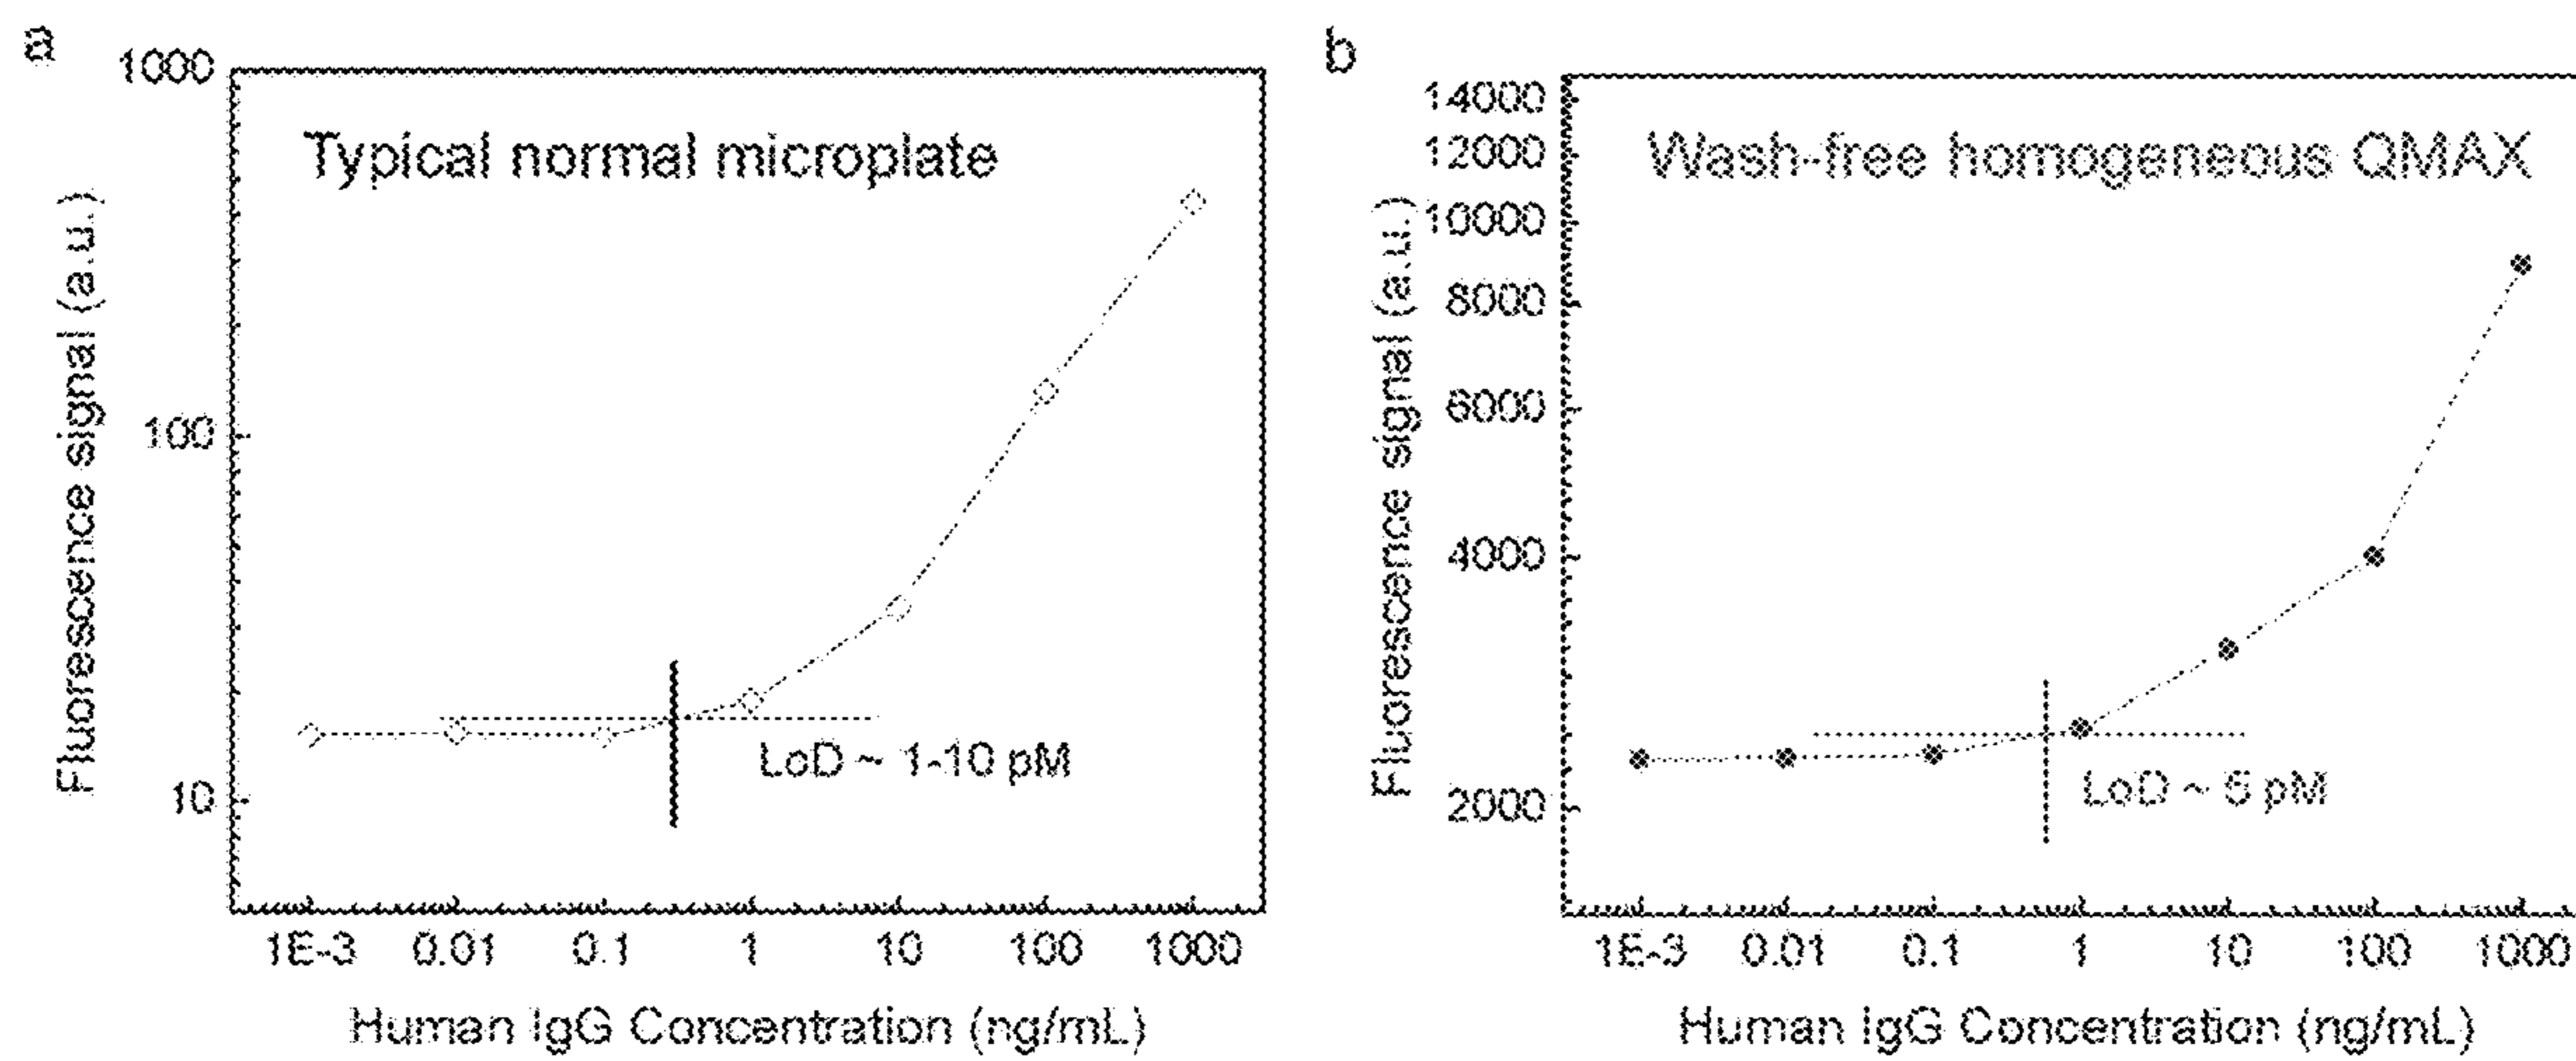 a
1000
Typical normal microplate
Fluorescence signal (a.u.)
100
LoD ~ 1-10 pM
10
1E-3 0.01 0.1 1 10 100 1000
Human IgG Concentration (ng/mL)
b
14000
12000
Wash-free homogeneous QMAX
10000
Fluorescence signal (a.u.)
8000
6000
4000
LoD ~ 5 pM
2000
1E-3 0.01 0.1 1 10 100 1000
Human IgG Concentration (ng/mL)